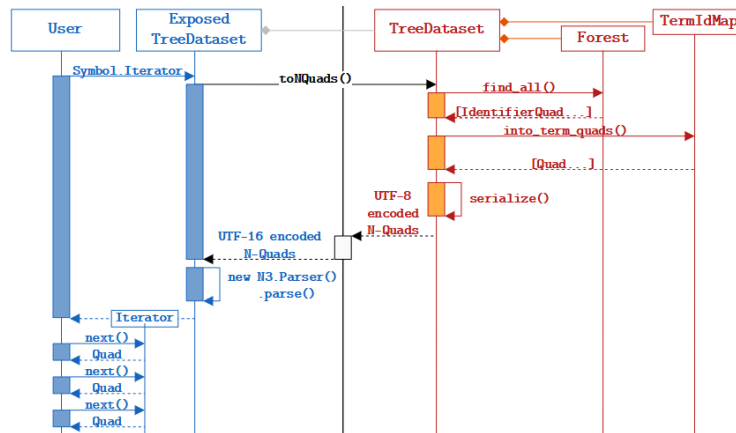 User
Exposed
TreeDataset
TreeDataset
TermIdMap
Forest
Symbol.Iterator
toNQuads()
find_all()
[IdentifierQuad...]
into_term_quads()
[Quad...]
serialize()
UTF-8
encoded
N-Quads
UTF-16 encoded
N-Quads
new N3.Parser()
.parse()
Iterator
next()
Quad
next()
Quad
next()
Quad